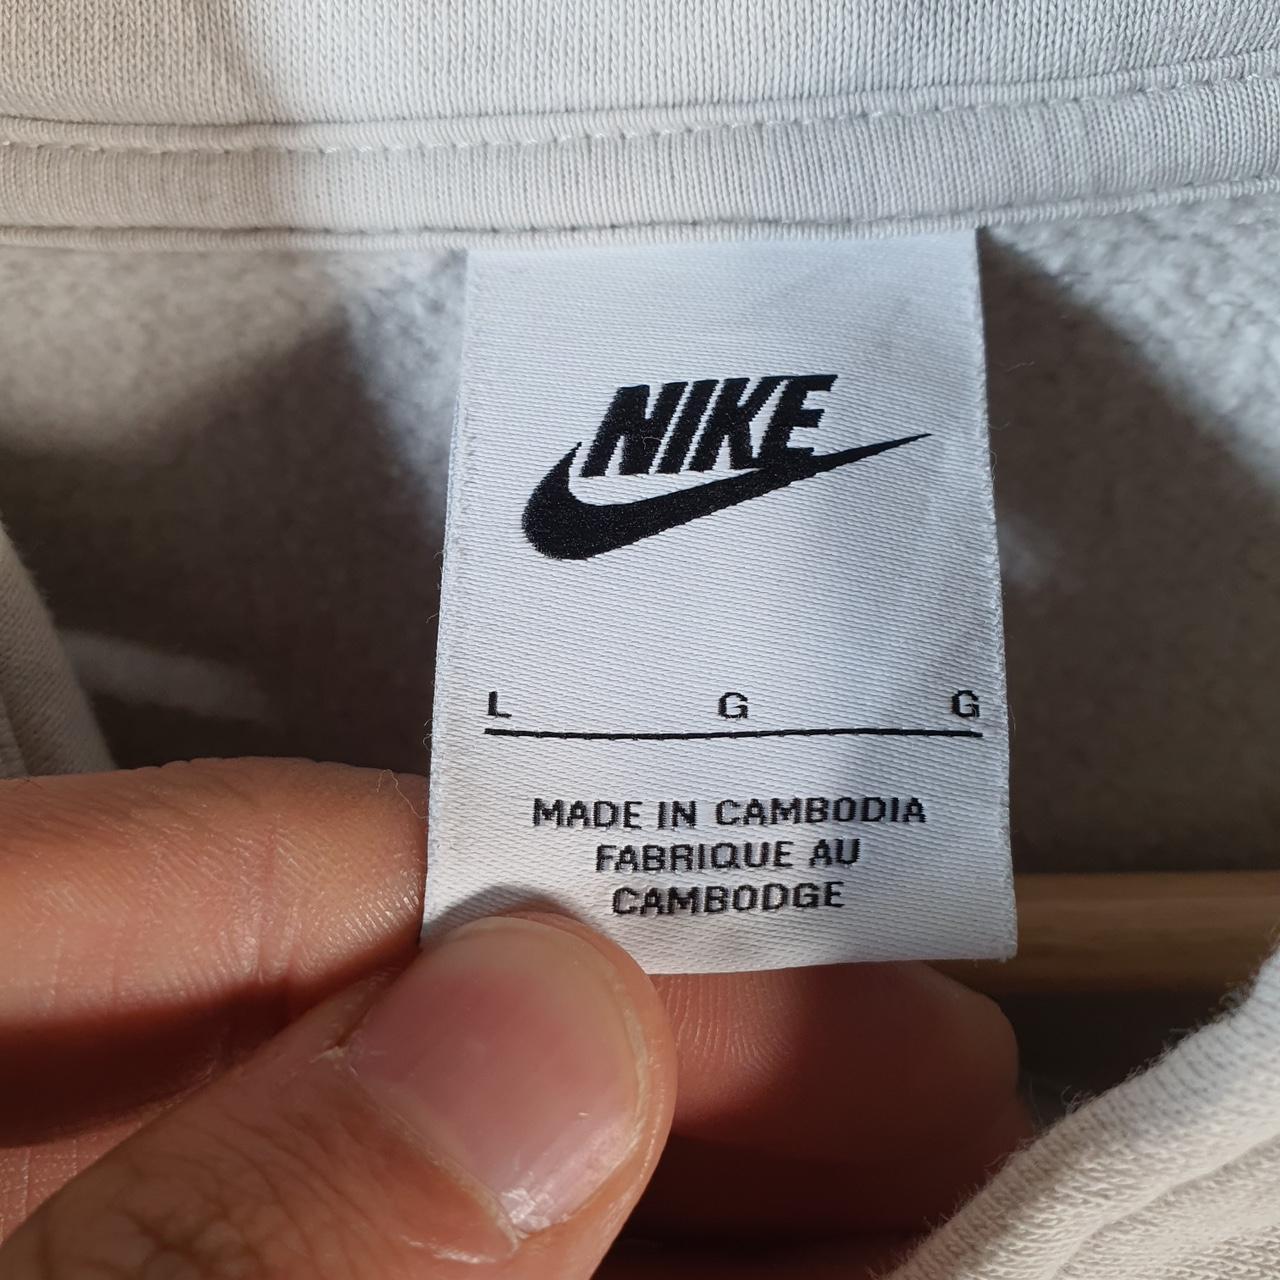 NIKE
L G G
MADE IN CAMBODIA
FABRIQUE AU
CAMBODGE